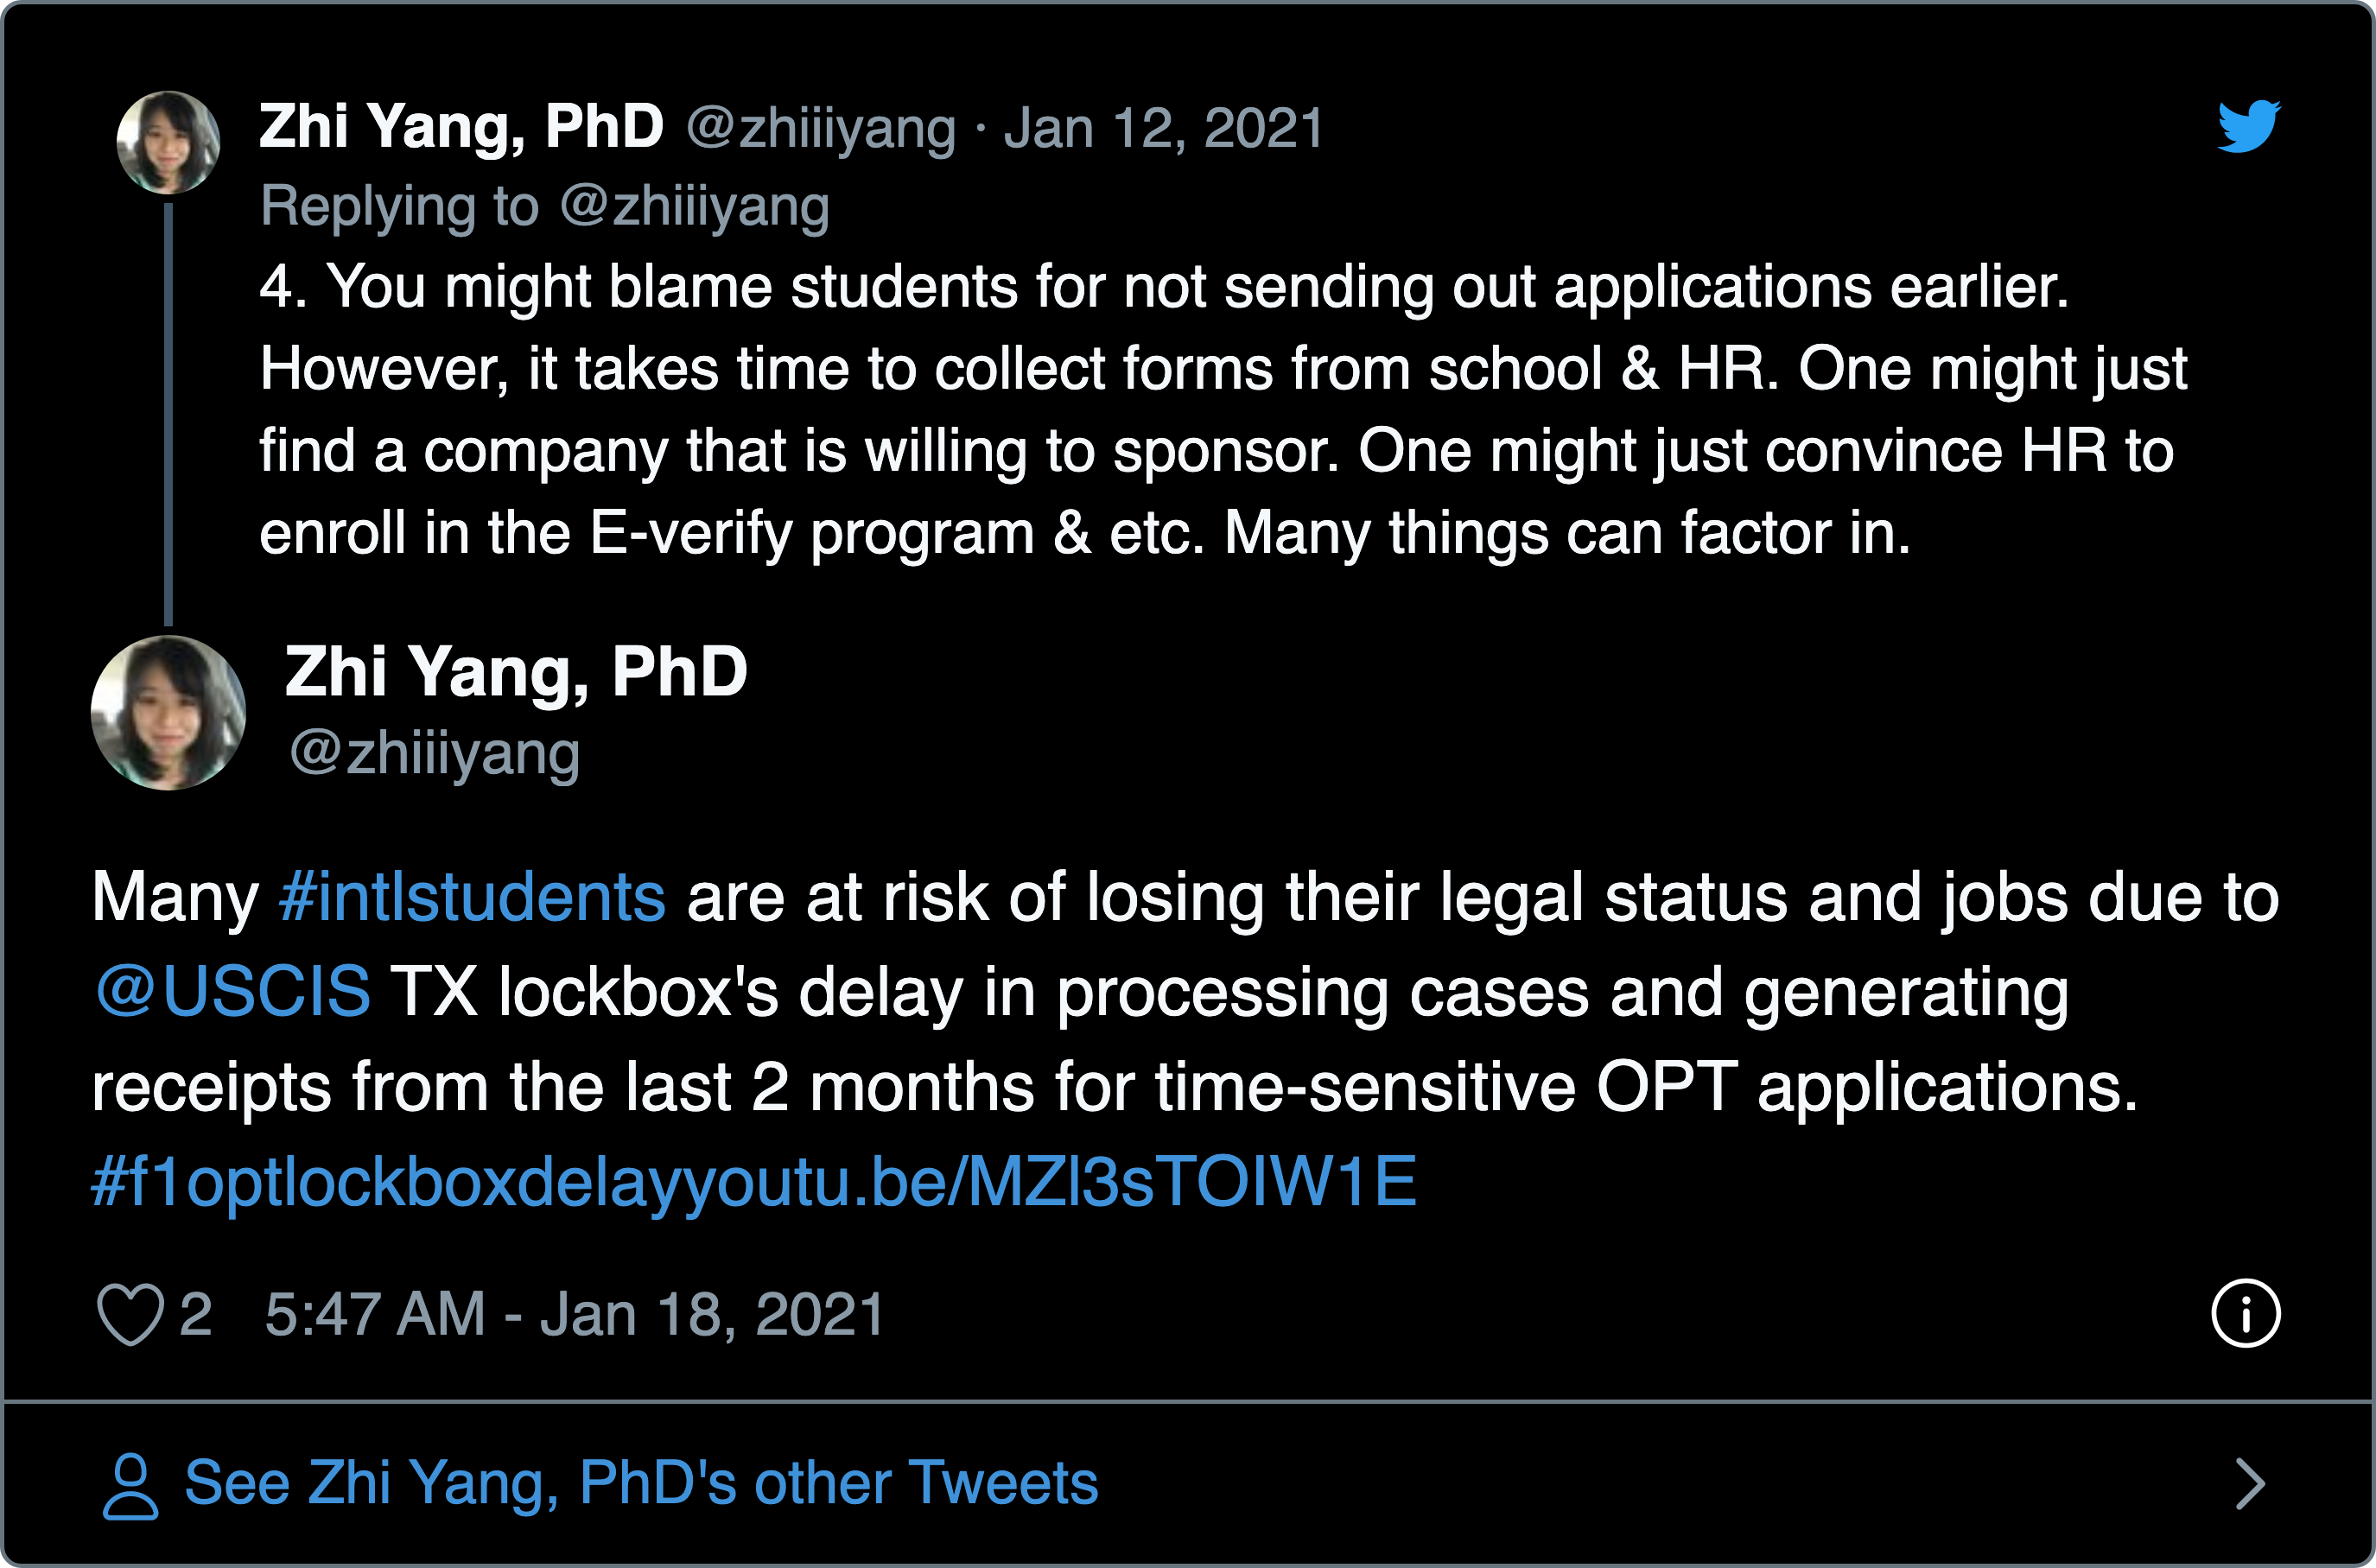 Zhi Yang, PhD @zhiiiyang · Jan 12, 2021
Replying to @zhiiiyang
4. You might blame students for not sending out applications earlier.
However, it takes time to collect forms from school & HR. One might just
find a company that is willing to sponsor. One might just convince HR to
enroll in the E-verify program & etc. Many things can factor in.
Zhi Yang, PhD
@zhiiiyang
Many #intlstudents are at risk of losing their legal status and jobs due to
@USCIS TX lockbox's delay in processing cases and generating
receipts from the last 2 months for time-sensitive OPT applications.
#f1optlockboxdelayyoutu.be/MZI3sTOIW1E
2 5:47 AM - Jan 18, 2021
See Zhi Yang, PhD's other Tweets